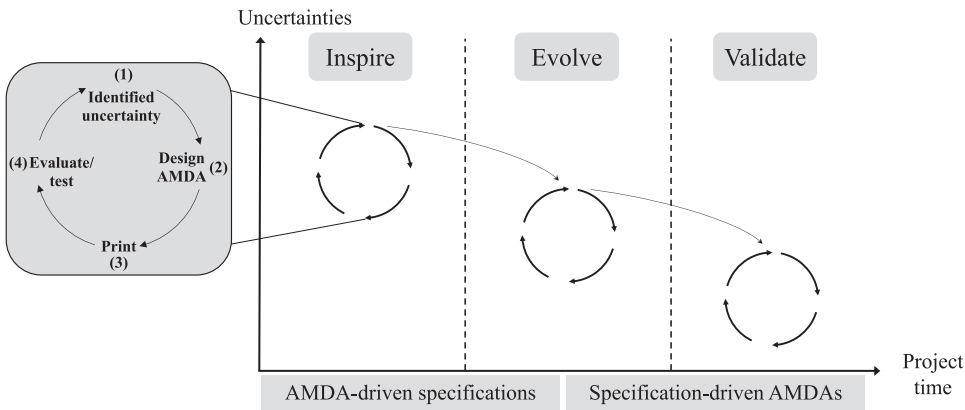 Uncertainties
Inspire
Evolve
Validate
(1)
Identified
uncertainty
(4) Evaluate/
test
Design
AMDA (2)
Print
(3)
Project
time
AMDA-driven specifications
Specification-driven AMDAs